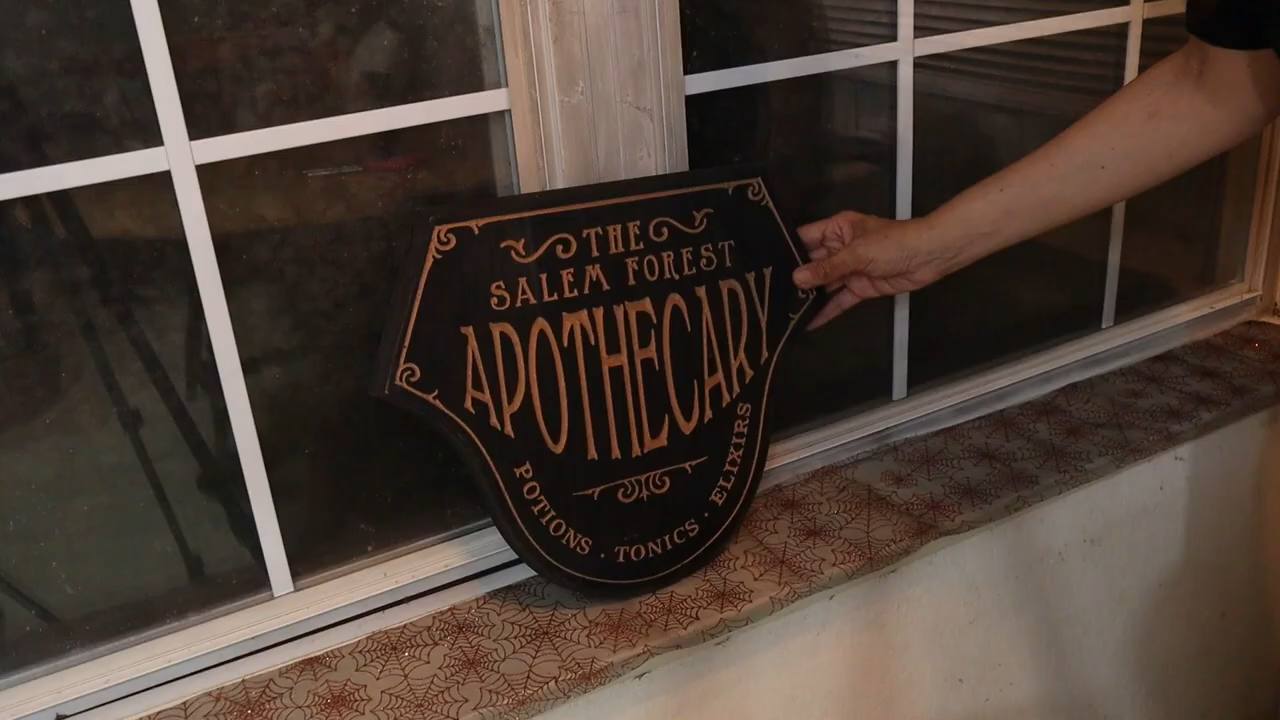 THE
SALEM FOREST
APOTHECARY
POTIONS · TONICS · ELIXIRS